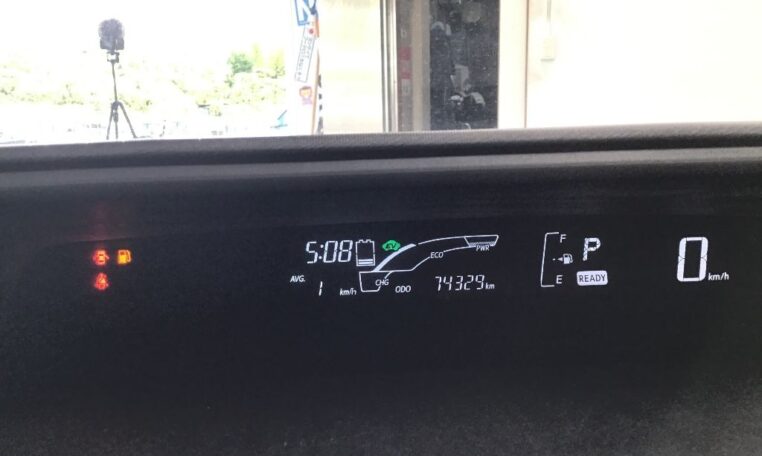 5:08
EV
ECO
PWR
AVG.
1 km/h
CHG
ODO
74329 km
F
E
P
READY
0 km/h